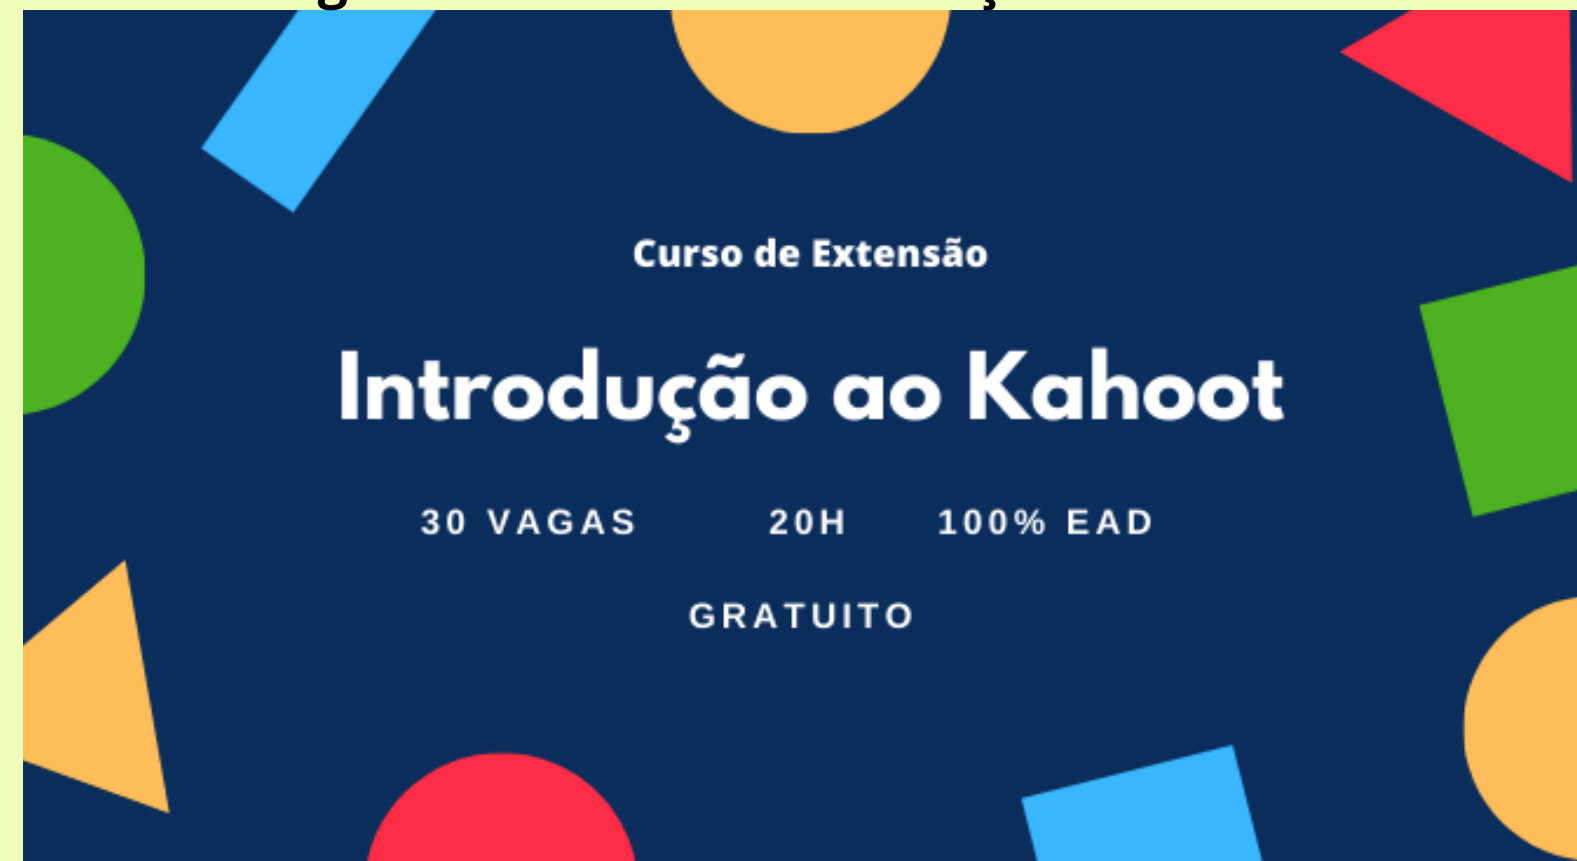 Curso de Extensão
Introdução ao Kahoot
30 VAGAS 20H 100% EAD
GRATUITO